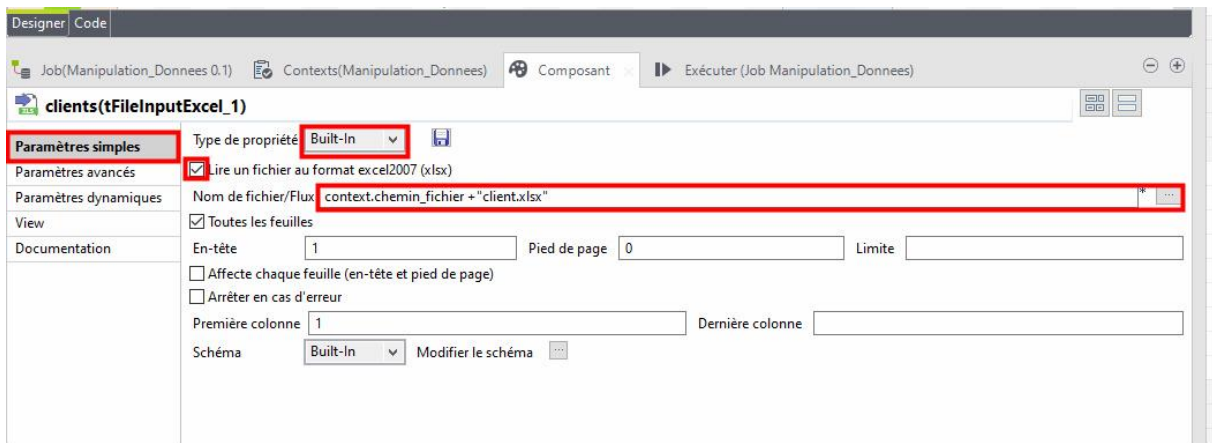 Designer Code
Job(Manipulation_Donnees 0.1) Contexts(Manipulation_Donnees) Composant Exécuter (Job Manipulation_Donnees)
clients(tFileInputExcel_1)
Paramètres simples
Paramètres avancés
Paramètres dynamiques
View
Documentation
Type de propriété Built-In
Lire un fichier au format excel2007 (xlsx)
Nom de fichier/Flux context.chemin_fichier +"client.xlsx" * ...
Toutes les feuilles
En-tête 1 Pied de page 0 Limite
Affecte chaque feuille (en-tête et pied de page)
Arrêter en cas d'erreur
Première colonne 1 Dernière colonne
Schéma Built-In Modifier le schéma ...